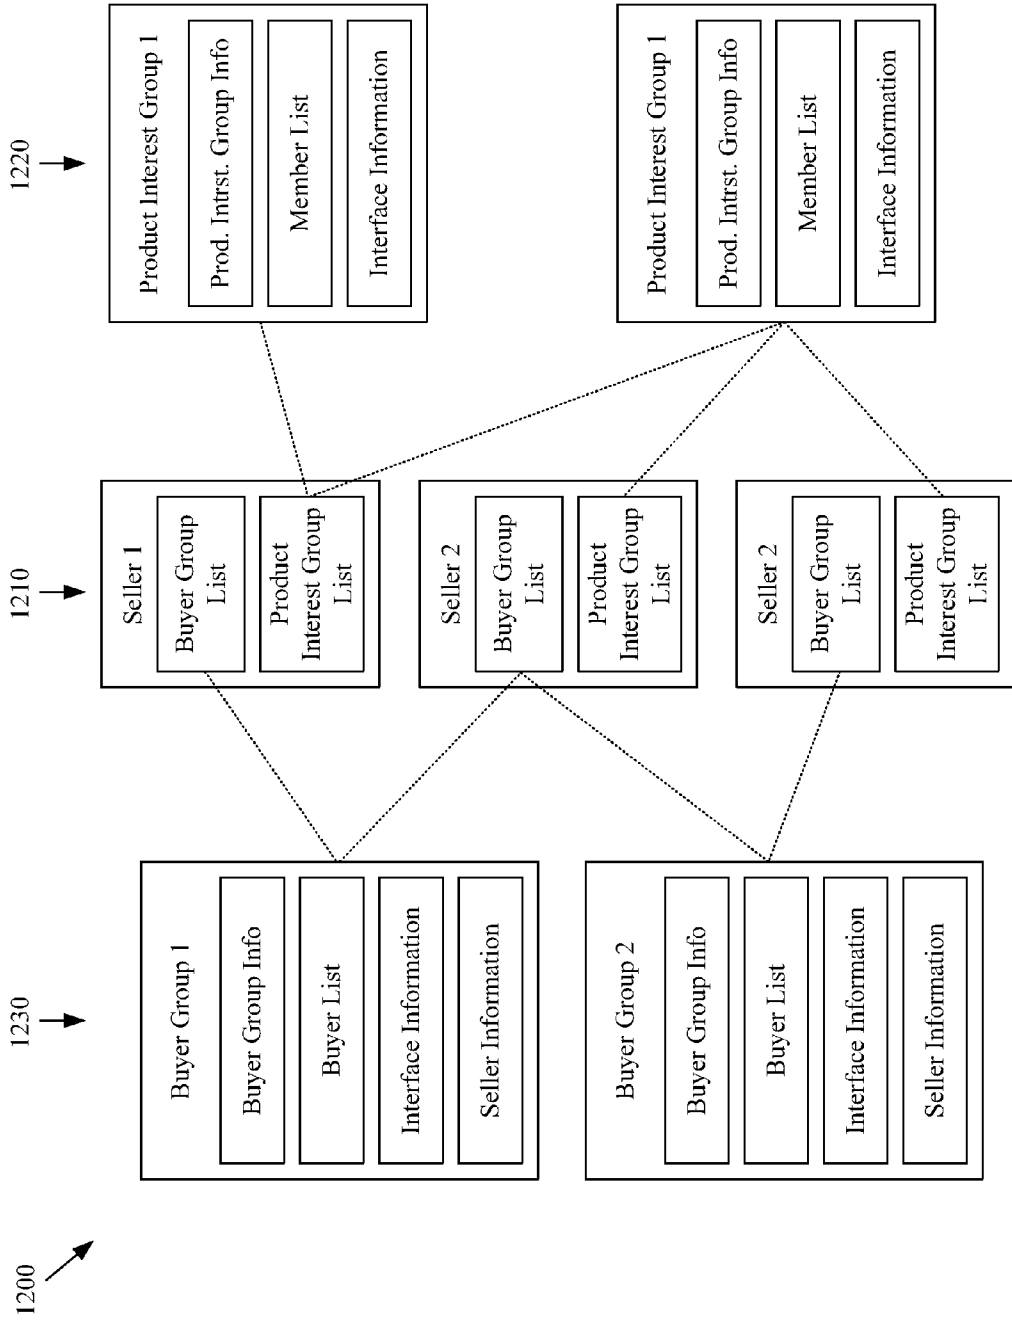 1200
1230
1210
1220
Buyer Group 1
Buyer Group Info
Buyer List
Interface Information
Seller Information
Buyer Group 2
Buyer Group Info
Buyer List
Interface Information
Seller Information
Seller 1
Buyer Group
List
Product
Interest Group
List
Seller 2
Buyer Group
List
Product
Interest Group
List
Seller 2
Buyer Group
List
Product
Interest Group
List
Product Interest Group 1
Prod. Intrst. Group Info
Member List
Interface Information
Product Interest Group 1
Prod. Intrst. Group Info
Member List
Interface Information